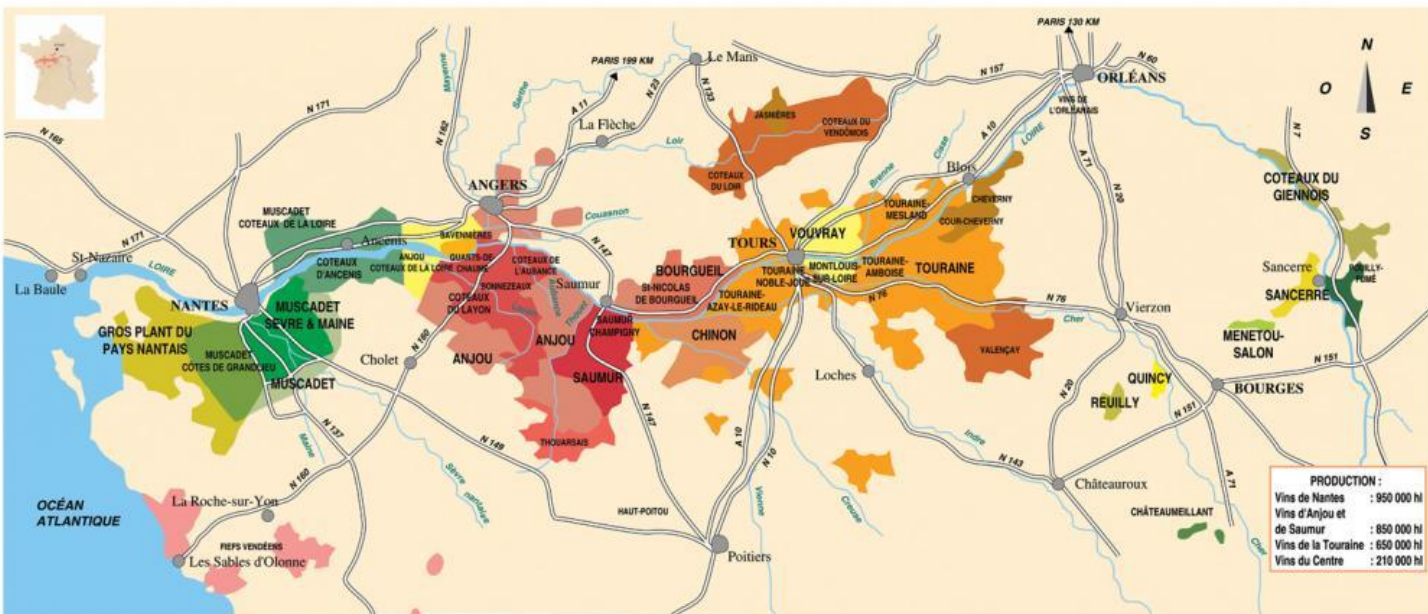 PARIS 130 KM
N 60
ORLÉANS
N
O
E
S
PARIS 199 KM
Le Mans
N 157
N 133
N 23
A 11
Mayenne
Sarthe
N 171
N 162
N 165
VINS DE
L'ORLÉANAIS
N 7
A 10
LOIRE
A 71
N 20
La Flèche
Loir
JASNIÈRES
COTEAUX DU
VENDÔMOIS
COTEAUX
DU LOIR
Brenne
Cisse
Blois
CHEVERNY
COUR-CHEVERNY
TOURAINE-
MESLAND
COTEAUX DU
GIENNOIS
ANGERS
MUSCADET
COTEAUX DE LA LOIRE
Ancenis
SAVENNIÈRES
Couasnon
COTEAUX
D'ANCENIS
ANJOU
COTEAUX DE LA LOIRE
QUARTS-DE
CHAUME
COTEAUX DE
L'AUBANCE
BONNEZEAUX
COTEAUX
DU LAYON
N 147
Saumur
Thouet
BOURGUEIL
St-NICOLAS
DE BOURGUEIL
TOURS
VOUVRAY
MONTLOUIS-
SUR-LOIRE
TOURAINE
NOBLE-JOUÉ
TOURAINE-
AMBOISE
TOURAINE
TOURAINE-
AZAY-LE-RIDEAU
N 76
N 76
Cher
Vierzon
Sancerre
SANCERRE
POUILLY-
FUMÉ
MENETOU-
SALON
N 171
St-Nazaire
La Baule
LOIRE
NANTES
MUSCADET
SÈVRE & MAINE
GROS PLANT DU
PAYS NANTAIS
MUSCADET
CÔTES DE GRANDLIEU
MUSCADET
Cholet
N 160
ANJOU
ANJOU
SAUMUR
CHAMPIGNY
SAUMUR
CHINON
VALENÇAY
Loches
N 151
QUINCY
REUILLY
BOURGES
N 20
N 151
THOUARSAIS
N 147
N 149
N 137
Maine
Sèvre
nantaise
N 160
A 10
N 10
Vienne
Creuse
Indre
N 143
Châteauroux
A 71
Cher
CHÂTEAUMEILLANT
OCÉAN
ATLANTIQUE
La Roche-sur-Yon
FIEFS VENDÉENS
Les Sables d'Olonne
HAUT-POITOU
Poitiers
PRODUCTION :
Vins de Nantes : 950 000 hl
Vins d'Anjou et
de Saumur : 850 000 hl
Vins de la Touraine : 650 000 hl
Vins du Centre : 210 000 hl